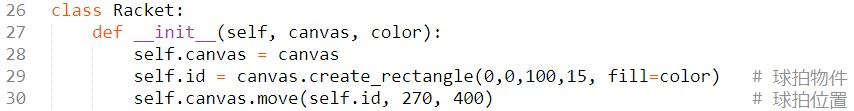 26 class Racket:
27     def __init__(self, canvas, color):
28         self.canvas = canvas
29         self.id = canvas.create_rectangle(0,0,100,15, fill=color)   # 球拍物件
30         self.canvas.move(self.id, 270, 400)                         # 球拍位置